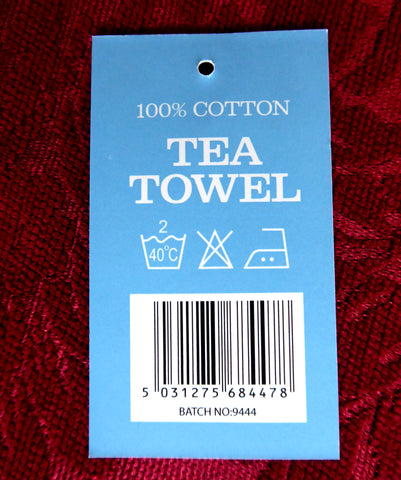 100% COTTON
TEA
TOWEL
2
40°C
5 031275 684478
BATCH NO:9444